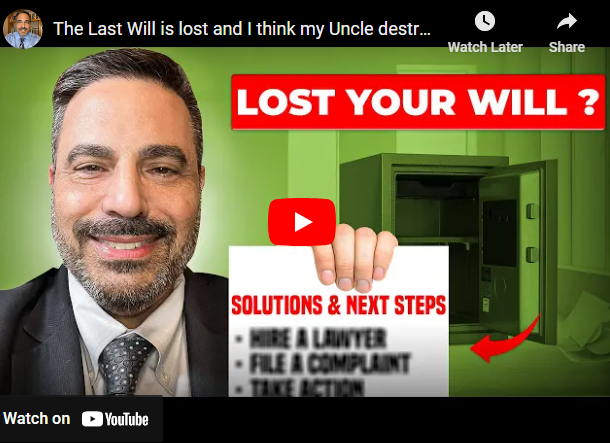 The Last Will is lost and I think my Uncle destr...
Watch Later
Share
LOST YOUR WILL ?
SOLUTIONS & NEXT STEPS
• HIRE A LAWYER
• FILE A COMPLAINT
• TAKE ACTION
Watch on YouTube